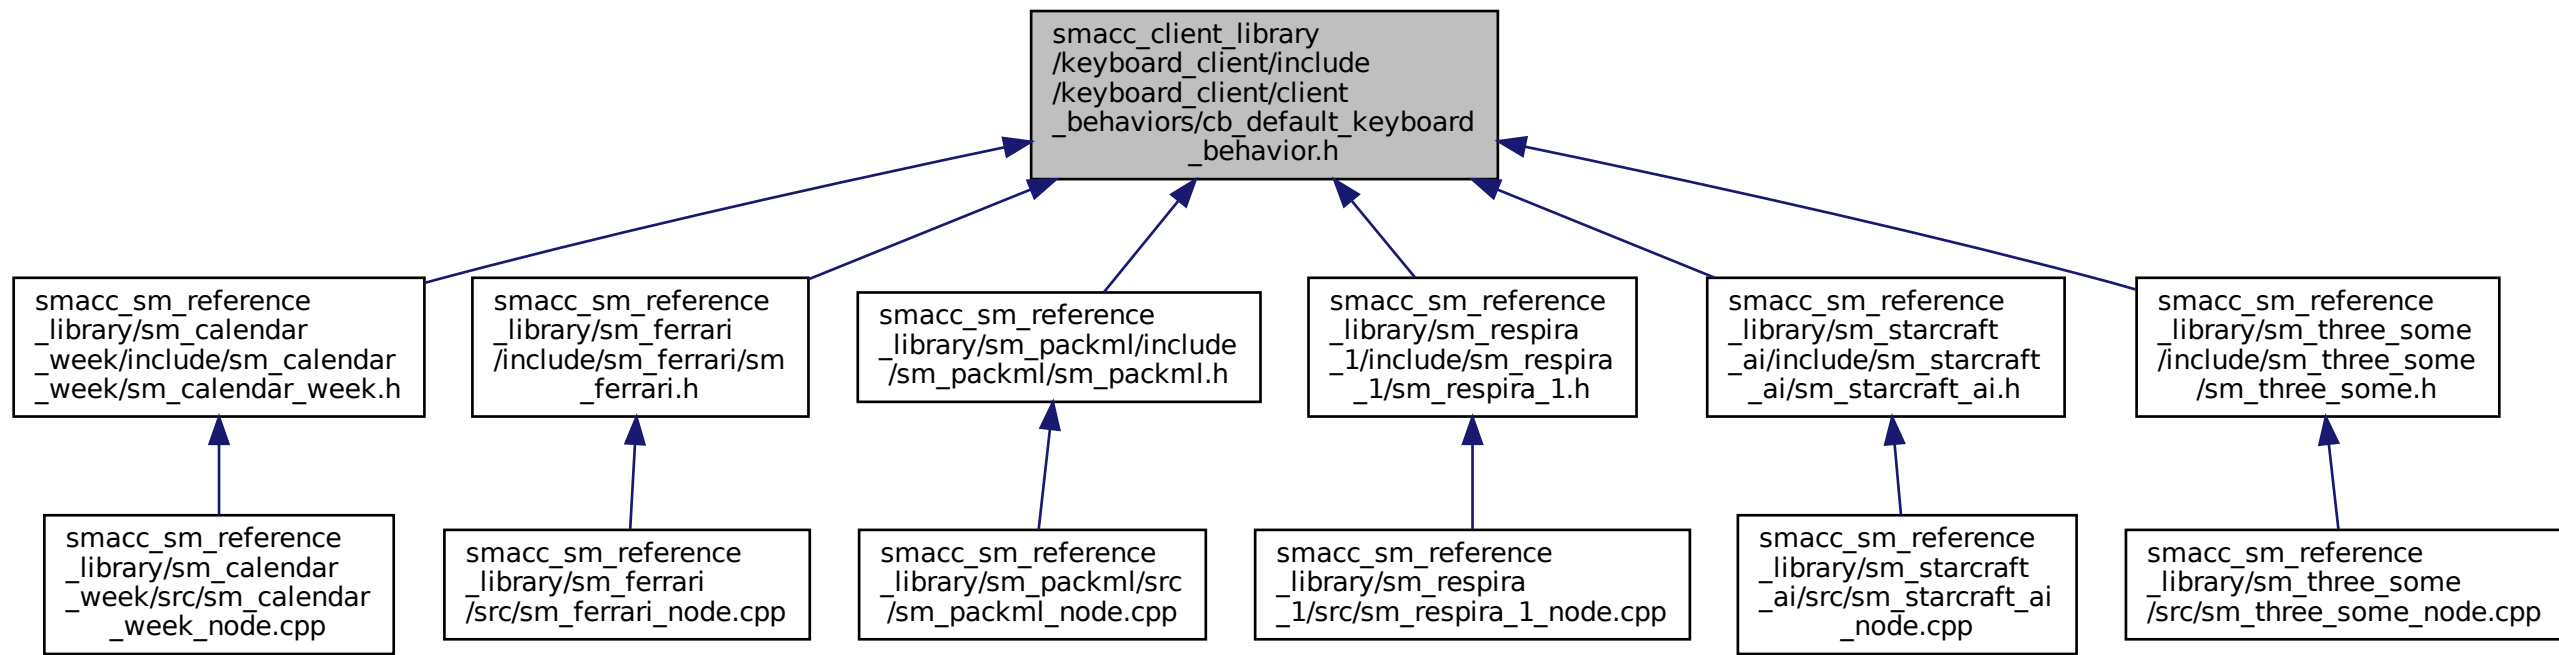 smacc_client_library
/keyboard_client/include
/keyboard_client/client
_behaviors/cb_default_keyboard
_behavior.h
smacc_sm_reference
_library/sm_calendar
_week/include/sm_calendar
_week/sm_calendar_week.h
smacc_sm_reference
_library/sm_ferrari
/include/sm_ferrari/sm
_ferrari.h
smacc_sm_reference
_library/sm_packml/include
/sm_packml/sm_packml.h
smacc_sm_reference
_library/sm_respira
_1/include/sm_respira
_1/sm_respira_1.h
smacc_sm_reference
_library/sm_starcraft
_ai/include/sm_starcraft
_ai/sm_starcraft_ai.h
smacc_sm_reference
_library/sm_three_some
/include/sm_three_some
/sm_three_some.h
smacc_sm_reference
_library/sm_calendar
_week/src/sm_calendar
_week_node.cpp
smacc_sm_reference
_library/sm_ferrari
/src/sm_ferrari_node.cpp
smacc_sm_reference
_library/sm_packml/src
/sm_packml_node.cpp
smacc_sm_reference
_library/sm_respira
_1/src/sm_respira_1_node.cpp
smacc_sm_reference
_library/sm_starcraft
_ai/src/sm_starcraft_ai
_node.cpp
smacc_sm_reference
_library/sm_three_some
/src/sm_three_some_node.cpp